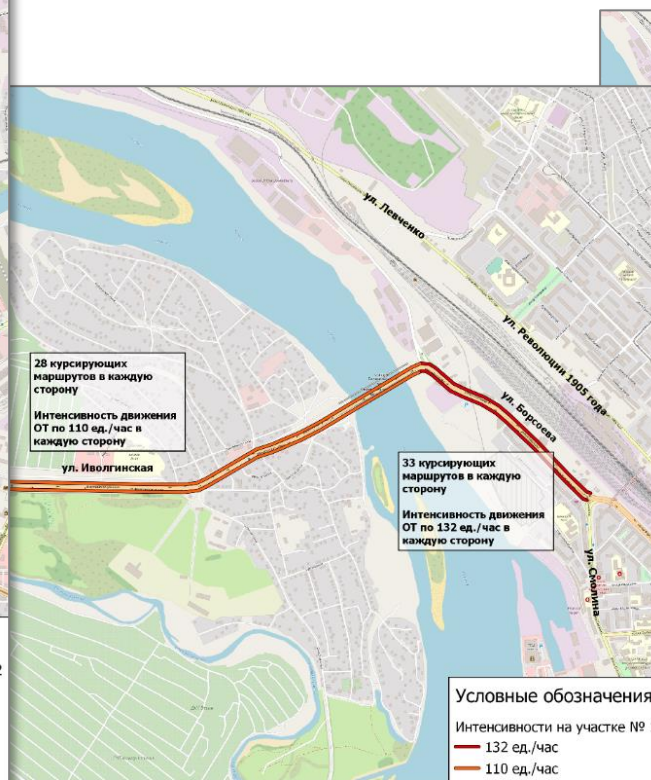 ул. Левченко
ул. Революции 1905 года
28 курсирующих
маршрутов в каждую
сторону
Интенсивность движения
ОТ по 110 ед./час в
каждую сторону
ул. Борсоева
ул. Иволгинская
33 курсирующих
маршрутов в каждую
сторону
Интенсивность движения
ОТ по 132 ед./час в
каждую сторону
ул. Смолина
Условные обозначения
Интенсивности на участке №
132 ед./час
110 ед./час